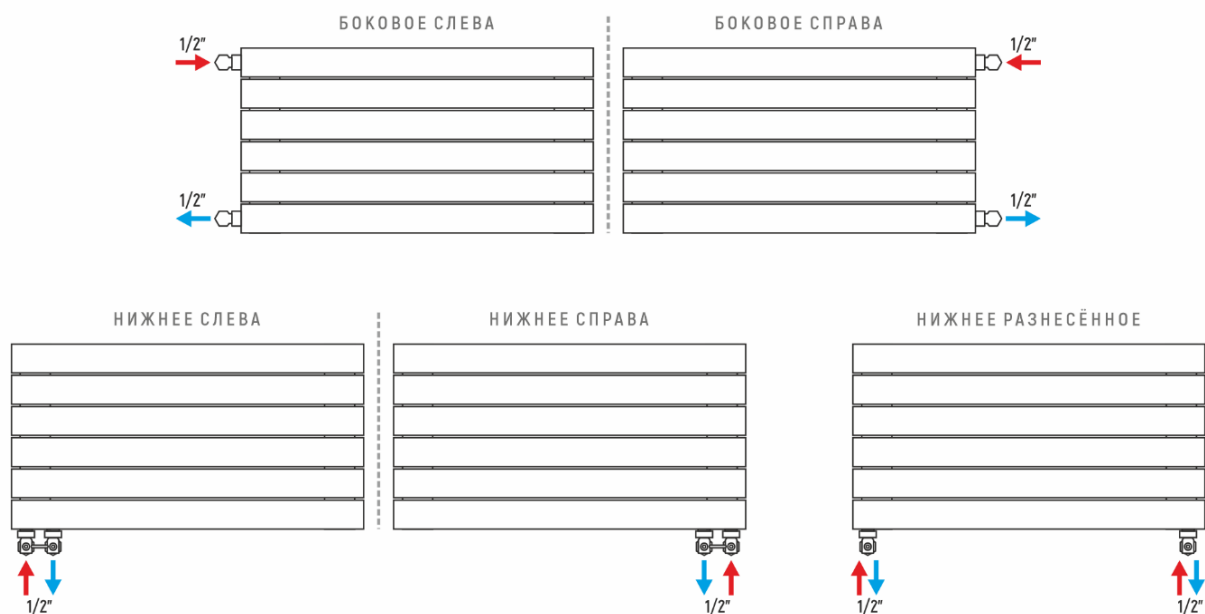 БОКОВОЕ СЛЕВА
БОКОВОЕ СПРАВА
1/2"
1/2"
1/2"
1/2"
НИЖНЕЕ СЛЕВА
НИЖНЕЕ СПРАВА
НИЖНЕЕ РАЗНЕСЁННОЕ
1/2"
1/2"
1/2"
1/2"